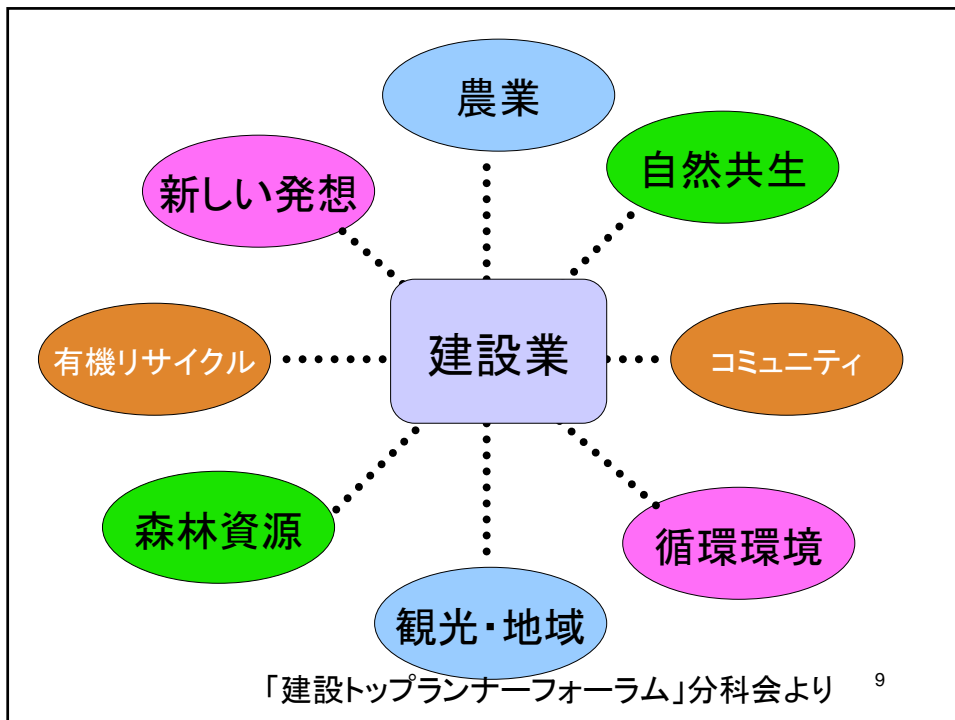 農業
新しい発想
自然共生
有機リサイクル
建設業
コミュニティ
森林資源
循環環境
観光・地域
「建設トップランナーフォーラム」分科会より
9